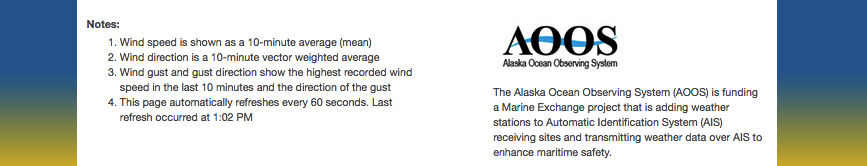 Notes:
1. Wind speed is shown as a 10-minute average (mean)
2. Wind direction is a 10-minute vector weighted average
3. Wind gust and gust direction show the highest recorded wind
speed in the last 10 minutes and the direction of the gust
4. This page automatically refreshes every 60 seconds. Last
refresh occurred at 1:02 PM
AOOS
Alaska Ocean Observing System
The Alaska Ocean Observing System (AOOS) is funding
a Marine Exchange project that is adding weather
stations to Automatic Identification System (AIS)
receiving sites and transmitting weather data over AIS to
enhance maritime safety.